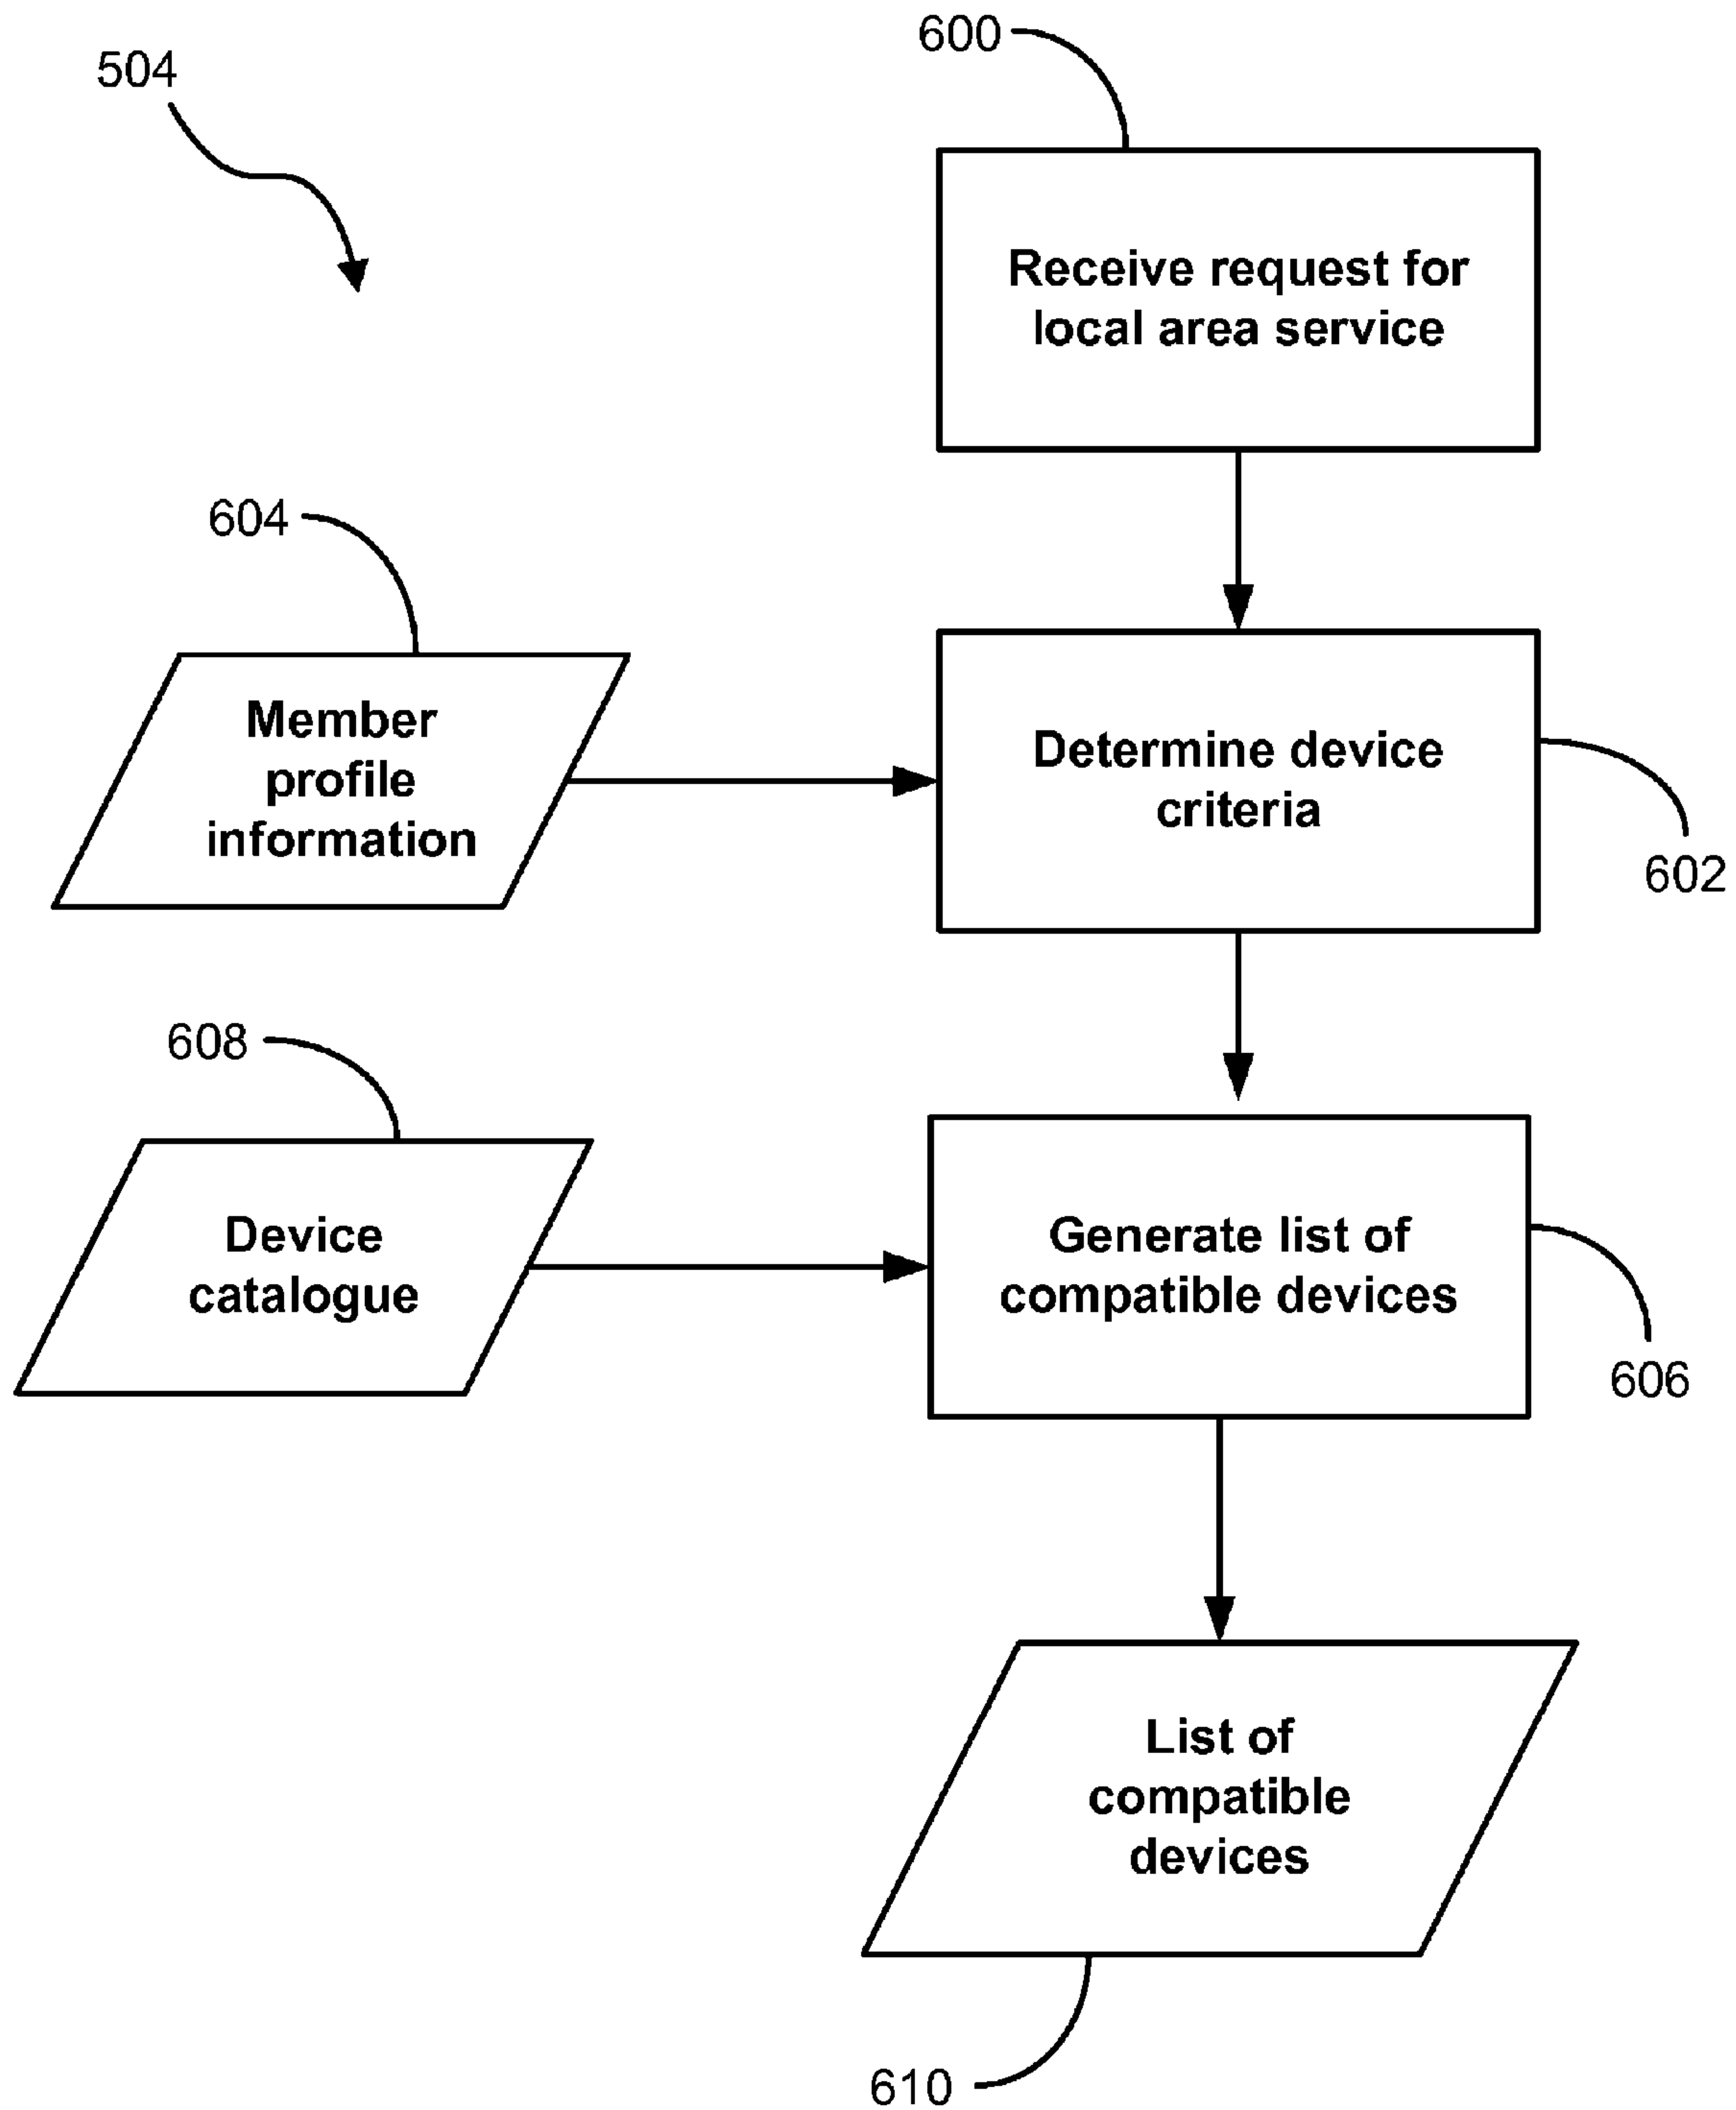 600
504
Receive request for
local area service
604
Member
profile
information
Determine device
criteria
602
608
Device
catalogue
Generate list of
compatible devices
606
List of
compatible
devices
610